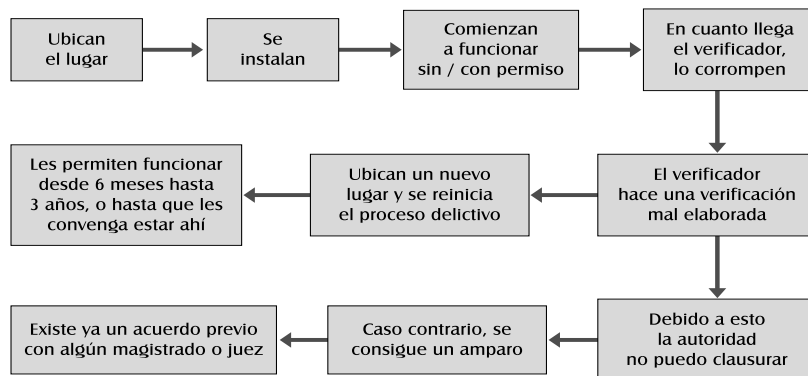 Ubican
el lugar
Se
instalan
Comienzan
a funcionar
sin / con permiso
En cuanto llega
el verificador,
lo corrompen
El verificador
hace una verificación
mal elaborada
Ubican un nuevo
lugar y se reinicia
el proceso delictivo
Les permiten funcionar
desde 6 meses hasta
3 años, o hasta que les
convenga estar ahí
Debido a esto
la autoridad
no puedo clausurar
Caso contrario, se
consigue un amparo
Existe ya un acuerdo previo
con algún magistrado o juez